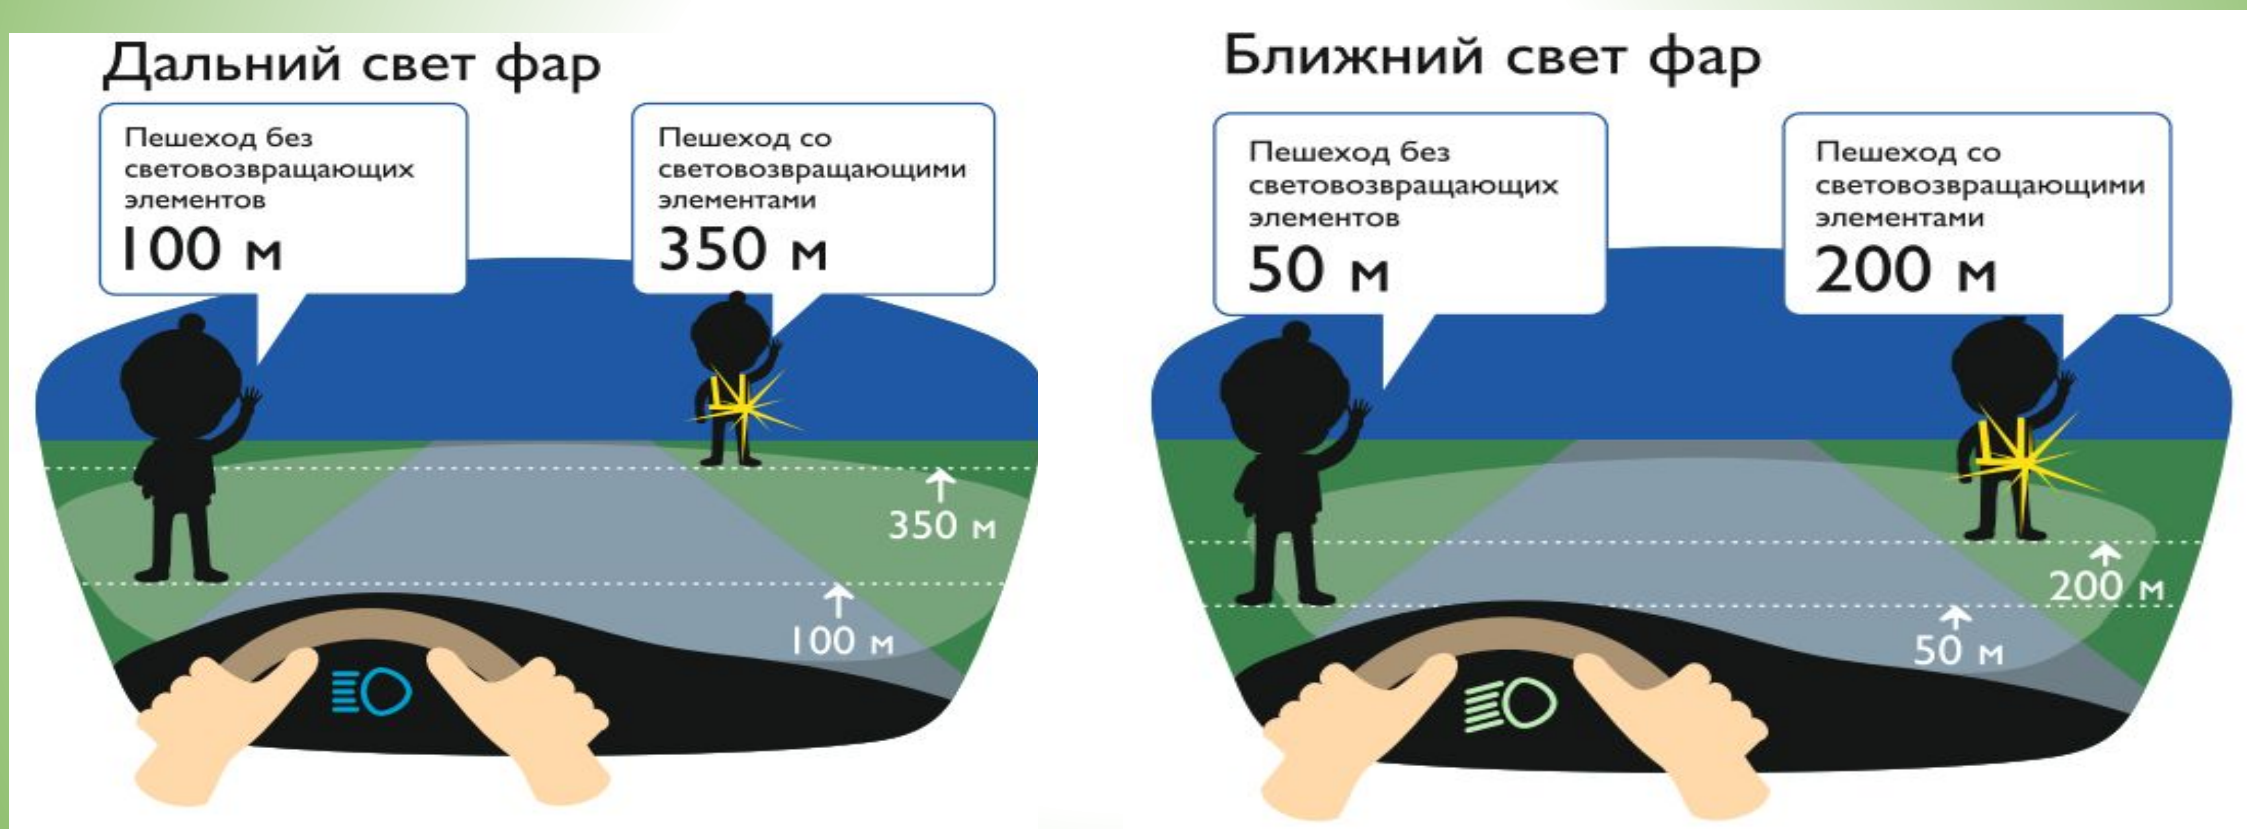 Дальний свет фар
Пешеход без
световозвращающих
элементов
100 м
Пешеход со
световозвращающими
элементами
350 м
350 м
100 м
Ближний свет фар
Пешеход без
световозвращающих
элементов
50 м
Пешеход со
световозвращающими
элементами
200 м
200 м
50 м